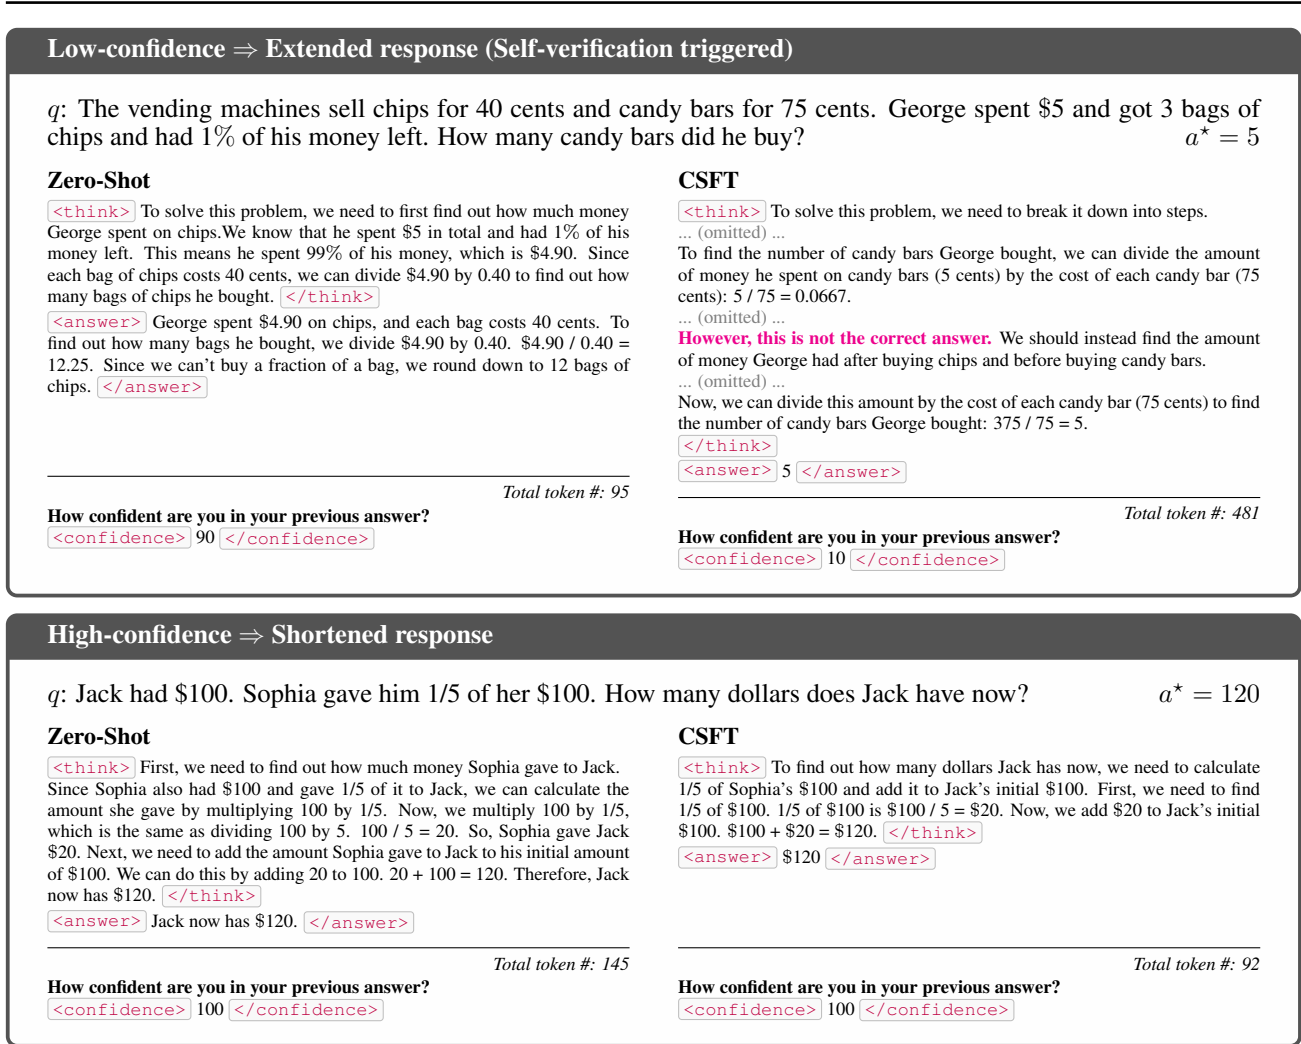 Low-confidence ⇒ Extended response (Self-verification triggered)
q: The vending machines sell chips for 40 cents and candy bars for 75 cents. George spent $5 and got 3 bags of
chips and had 1% of his money left. How many candy bars did he buy? a* = 5
Zero-Shot
<think> To solve this problem, we need to first find out how much money
George spent on chips.We know that he spent $5 in total and had 1% of his
money left. This means he spent 99% of his money, which is $4.90. Since
each bag of chips costs 40 cents, we can divide $4.90 by 0.40 to find out how
many bags of chips he bought. </think>
<answer> George spent $4.90 on chips, and each bag costs 40 cents. To
find out how many bags he bought, we divide $4.90 by 0.40. $4.90 / 0.40 =
12.25. Since we can't buy a fraction of a bag, we round down to 12 bags of
chips. </answer>
Total token #: 95
How confident are you in your previous answer?
<confidence> 90 </confidence>
CSFT
<think> To solve this problem, we need to break it down into steps.
... (omitted) ...
To find the number of candy bars George bought, we can divide the amount
of money he spent on candy bars (5 cents) by the cost of each candy bar (75
cents): 5 / 75 = 0.0667.
... (omitted) ...
However, this is not the correct answer. We should instead find the amount
of money George had after buying chips and before buying candy bars.
... (omitted) ...
Now, we can divide this amount by the cost of each candy bar (75 cents) to find
the number of candy bars George bought: 375 / 75 = 5.
</think>
<answer> 5 </answer>
Total token #: 481
How confident are you in your previous answer?
<confidence> 10 </confidence>
High-confidence ⇒ Shortened response
q: Jack had $100. Sophia gave him 1/5 of her $100. How many dollars does Jack have now? a* = 120
Zero-Shot
<think> First, we need to find out how much money Sophia gave to Jack.
Since Sophia also had $100 and gave 1/5 of it to Jack, we can calculate the
amount she gave by multiplying 100 by 1/5. Now, we multiply 100 by 1/5,
which is the same as dividing 100 by 5. 100 / 5 = 20. So, Sophia gave Jack
$20. Next, we need to add the amount Sophia gave to Jack to his initial amount
of $100. We can do this by adding 20 to 100. 20 + 100 = 120. Therefore, Jack
now has $120. </think>
<answer> Jack now has $120. </answer>
Total token #: 145
How confident are you in your previous answer?
<confidence> 100 </confidence>
CSFT
<think> To find out how many dollars Jack has now, we need to calculate
1/5 of Sophia's $100 and add it to Jack's initial $100. First, we need to find
1/5 of $100. 1/5 of $100 is $100 / 5 = $20. Now, we add $20 to Jack's initial
$100. $100 + $20 = $120. </think>
<answer> $120 </answer>
Total token #: 92
How confident are you in your previous answer?
<confidence> 100 </confidence>